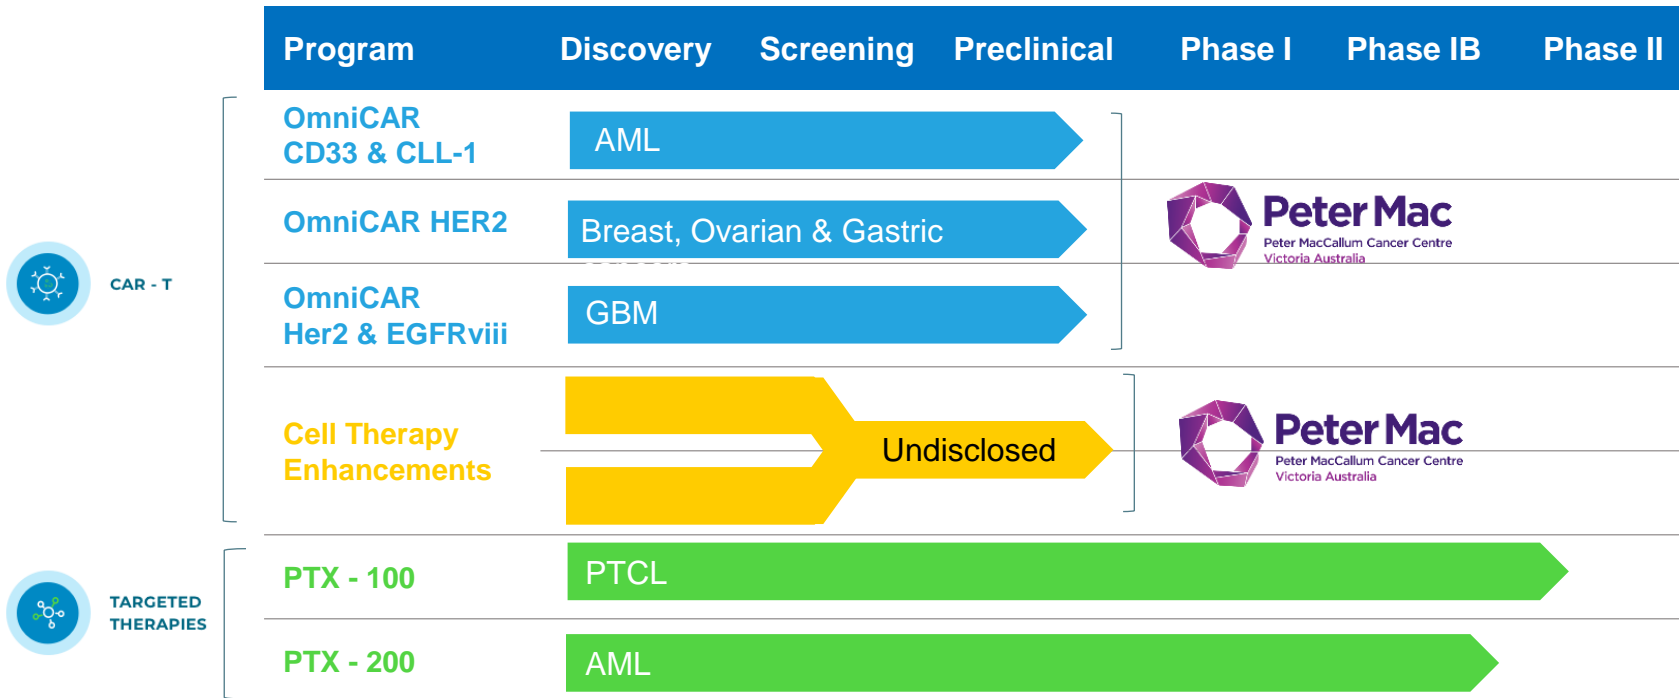 Program Discovery Screening Preclinical Phase I Phase IB Phase II
OmniCAR
CD33 & CLL-1
AML
OmniCAR HER2
Breast, Ovarian & Gastric
Peter Mac
Peter MacCallum Cancer Centre
Victoria Australia
CAR - T
OmniCAR
Her2 & EGFRviii
GBM
Cell Therapy
Enhancements
Undisclosed
Peter Mac
Peter MacCallum Cancer Centre
Victoria Australia
TARGETED
THERAPIES
PTX - 100
PTCL
PTX - 200
AML